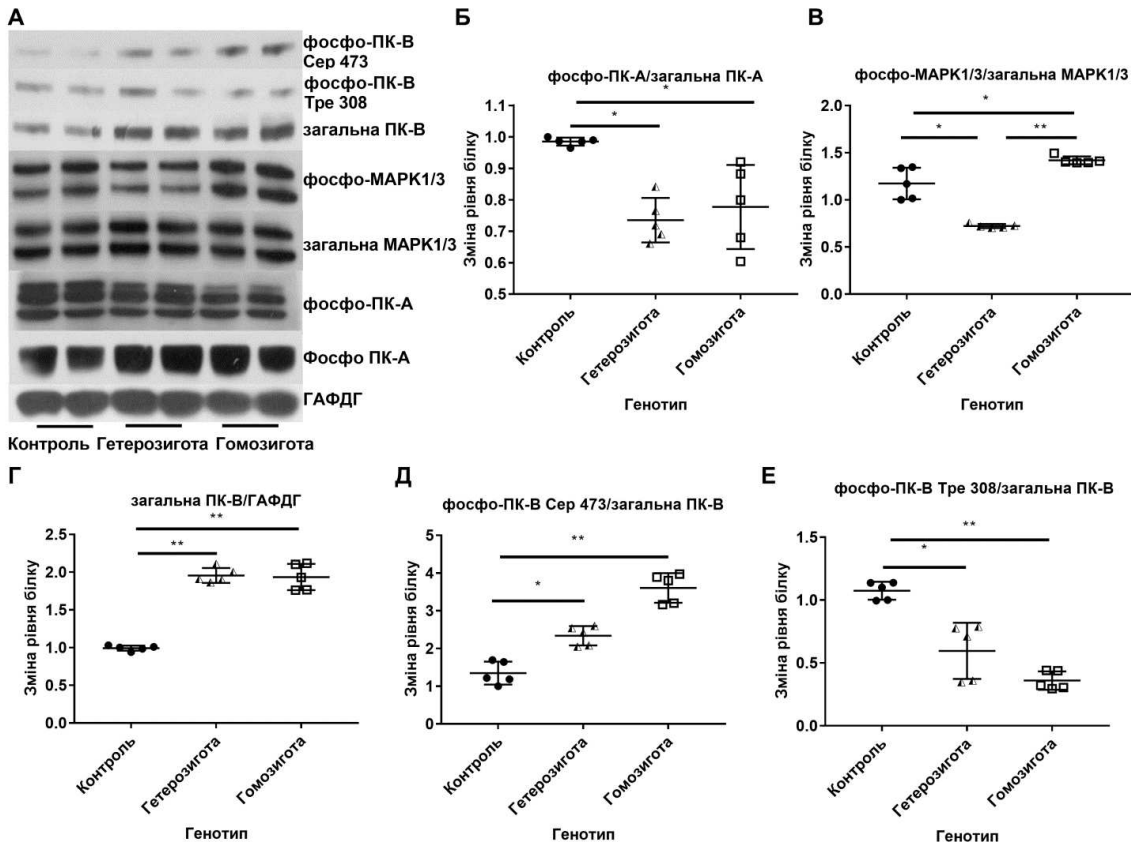 А
фосфо-ПК-В
Сер 473
фосфо-ПК-В
Тре 308
загальна ПК-В
фосфо-МАРК1/3
загальна МАРК1/3
фосфо-ПК-А
Фосфо ПК-А
ГАФДГ
Контроль Гетерозигота Гомозигота
Б
фосфо-ПК-А/загальна ПК-А
Зміна рівня білку
1.1
1.0
0.9
0.8
0.7
0.6
0.5
*
*
Контроль
Гетерозигота
Гомозигота
Генотип
В
фосфо-МАРК1/3/загальна МАРК1/3
Зміна рівня білку
2.0
1.5
1.0
0.5
0.0
*
* **
Контроль
Гетерозигота
Гомозигота
Генотип
Г
загальна ПК-В/ГАФДГ
Зміна рівня білку
2.5
2.0
1.5
1.0
0.5
0.0
**
**
Контроль
Гетерозигота
Гомозигота
Генотип
Д
фосфо-ПК-В Сер 473/загальна ПК-В
Зміна рівня білку
5
4
3
2
1
0
**
*
Контроль
Гетерозигота
Гомозигота
Генотип
Е
фосфо-ПК-В Тре 308/загальна ПК-В
Зміна рівня білку
1.5
1.0
0.5
0.0
**
*
Контроль
Гетерозигота
Гомозигота
Генотип